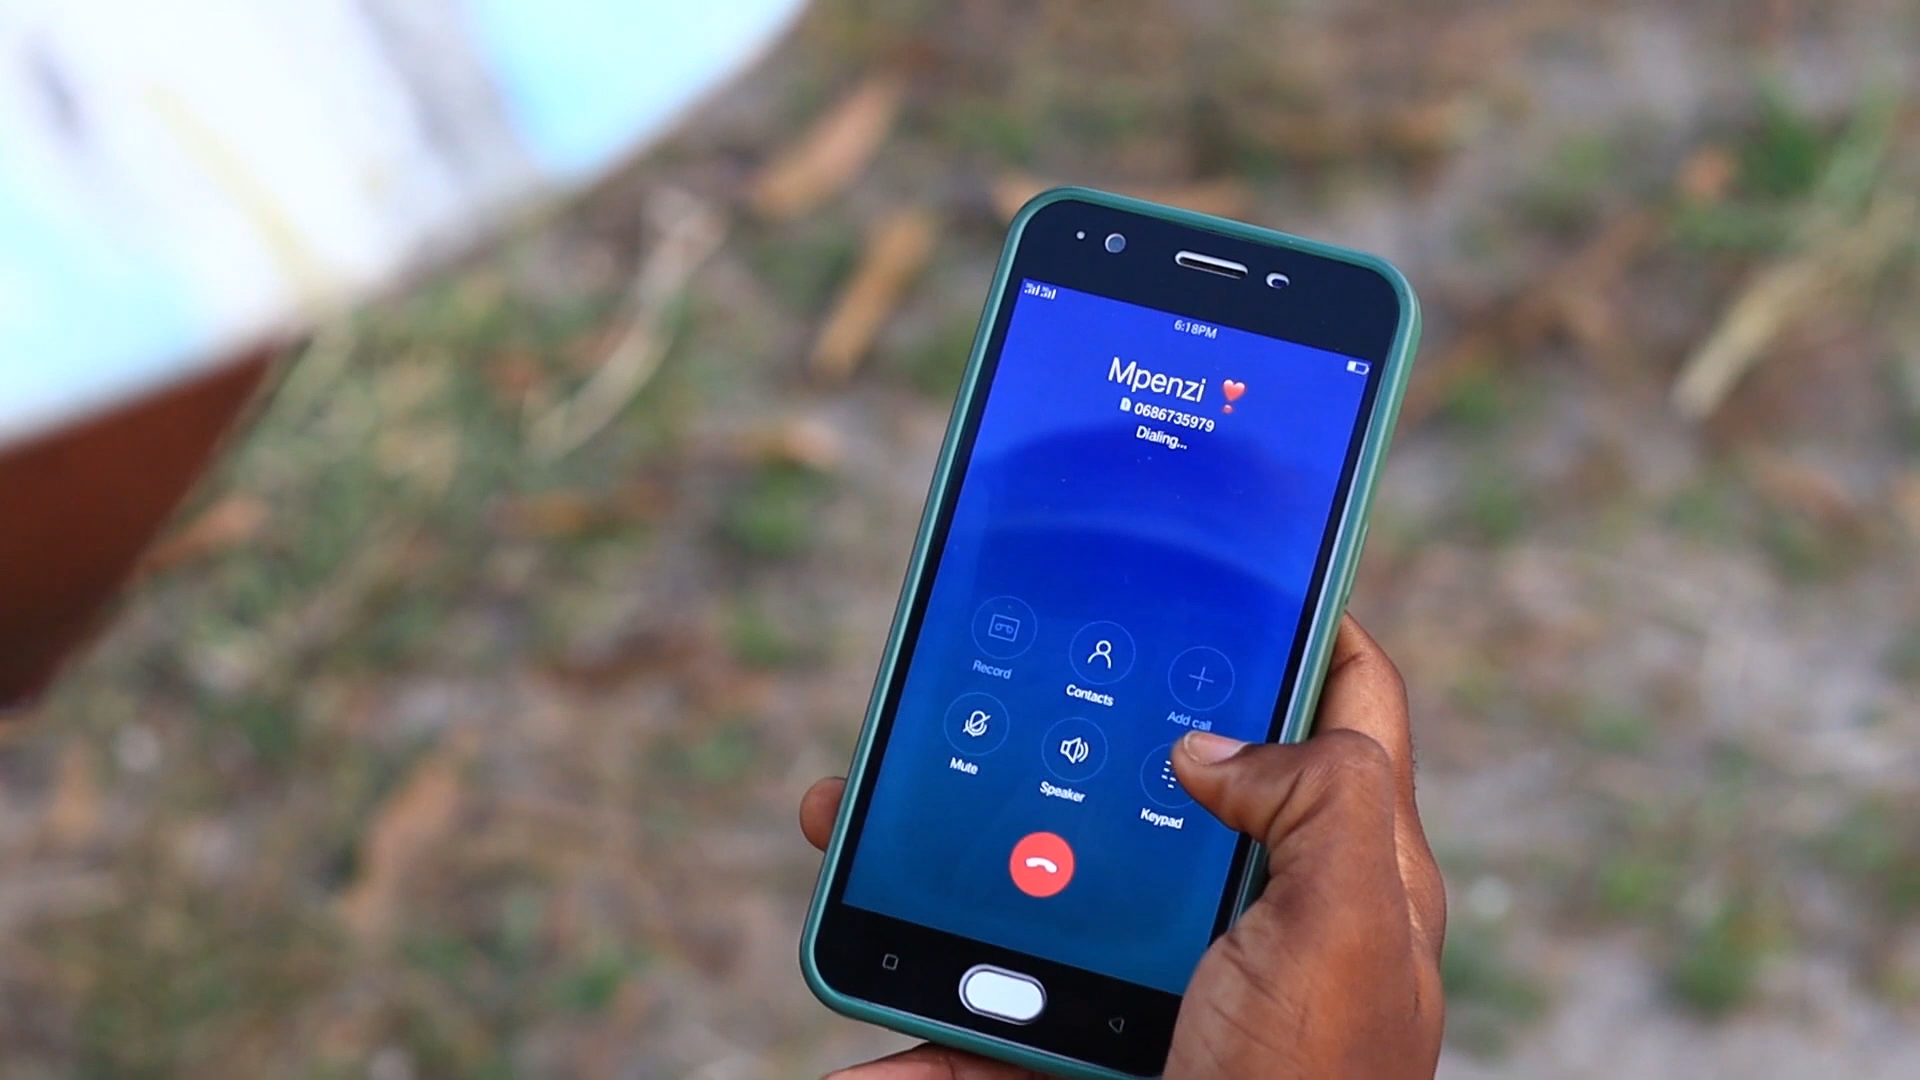 6:18PM
Mpenzi ❣️
0686735979
Dialing...
Record
Contacts
Add call
Mute
Speaker
Keypad